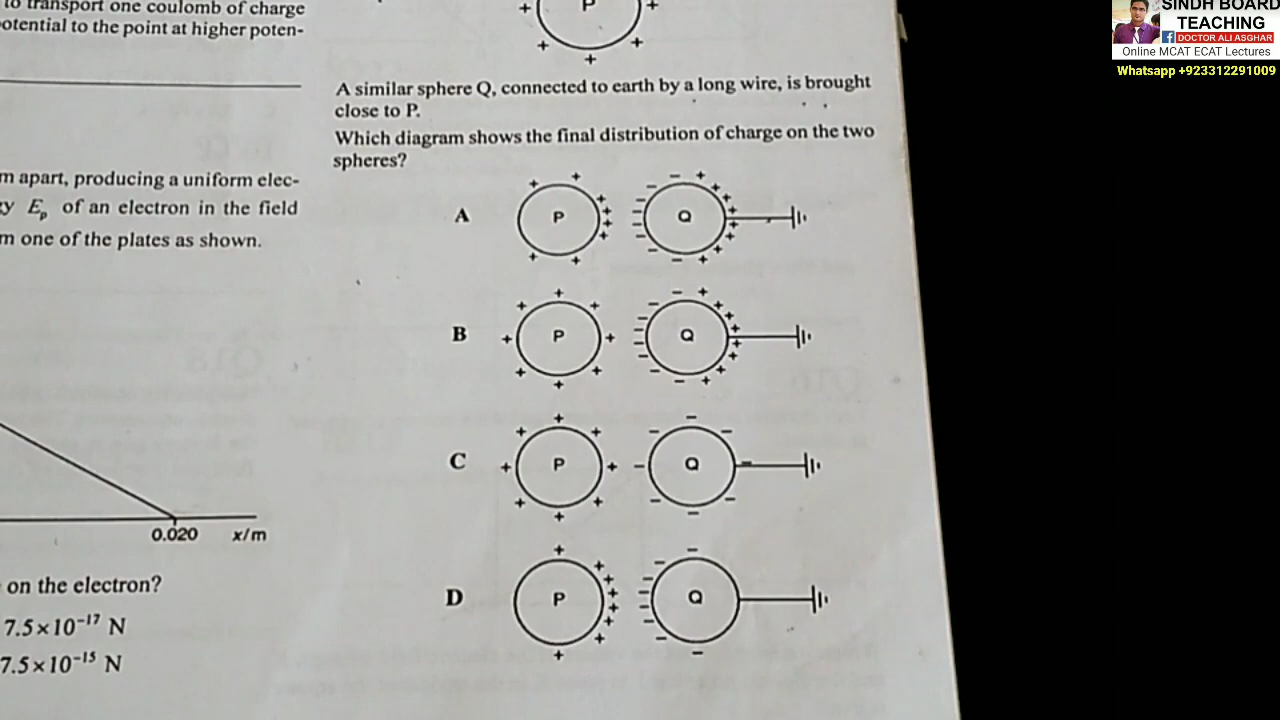 to transport one coulomb of charge
otential to the point at higher poten-
m apart, producing a uniform elec-
gy Ep of an electron in the field
m one of the plates as shown.
0.020 x/m
on the electron?
7.5×10⁻¹⁷ N
7.5×10⁻¹⁵ N
P
A similar sphere Q, connected to earth by a long wire, is brought
close to P.
Which diagram shows the final distribution of charge on the two
spheres?
A P Q
B P Q
C P Q
D P Q
SINDH BOARD
TEACHING
f DOCTOR ALI ASGHAR
Online MCAT ECAT Lectures
Whatsapp +923312291009